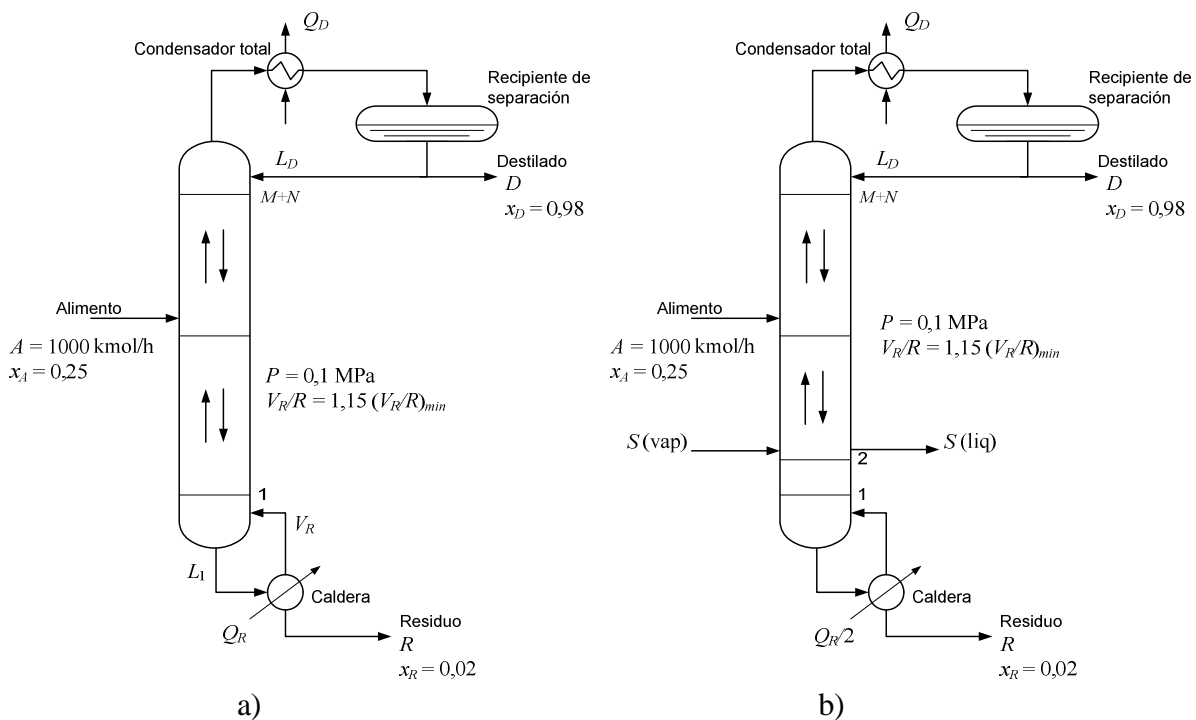 Q_D
Condensador total
Recipiente de
separación
L_D
Destilado
D
x_D = 0,98
M+N
Alimento
A = 1000 kmol/h
x_A = 0,25
P = 0,1 MPa
V_R/R = 1,15 (V_R/R)_min
1
V_R
L_1
Caldera
Q_R
Residuo
R
x_R = 0,02
a)
Q_D
Condensador total
Recipiente de
separación
L_D
Destilado
D
x_D = 0,98
M+N
Alimento
A = 1000 kmol/h
x_A = 0,25
P = 0,1 MPa
V_R/R = 1,15 (V_R/R)_min
S (vap)
S (liq)
2
1
Caldera
Q_R/2
Residuo
R
x_R = 0,02
b)